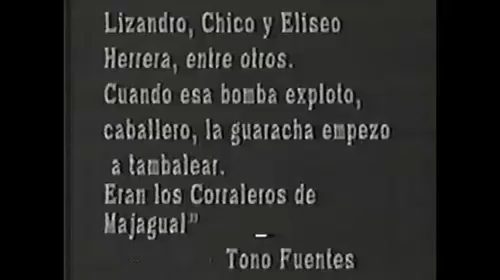 Lizandro, Chico y Eliseo
Herrera, entre otros.
Cuando esa bomba exploto,
caballero, la guaracha empezo
a tambalear.
Eran los Corraleros de
Majagual”
Tono Fuentes